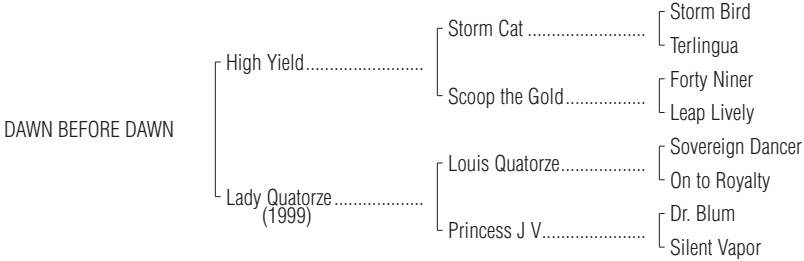 Storm Bird
Storm Cat ........................
Terlingua
High Yield........................
Forty Niner
Scoop the Gold................
Leap Lively
DAWN BEFORE DAWN
Sovereign Dancer
Louis Quatorze.................
On to Royalty
Lady Quatorze ..................
(1999)
Dr. Blum
Princess J V.....................
Silent Vapor